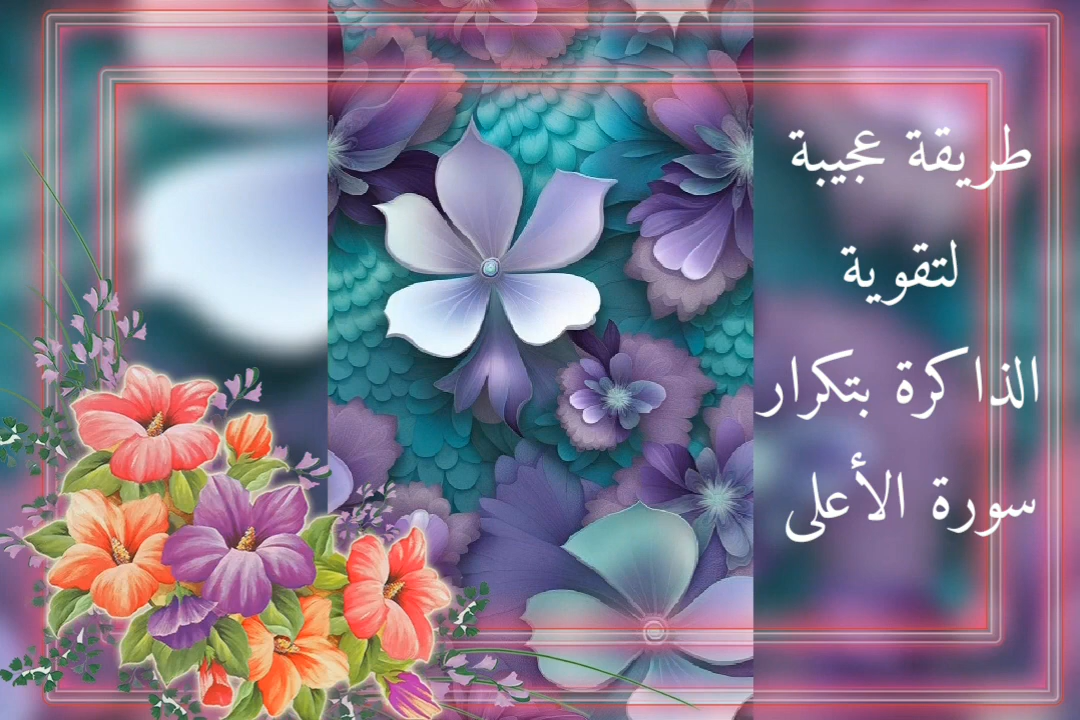 طريقة عجيبة
لتقوية
الذاكرة بتكرار
سورة الأعلى